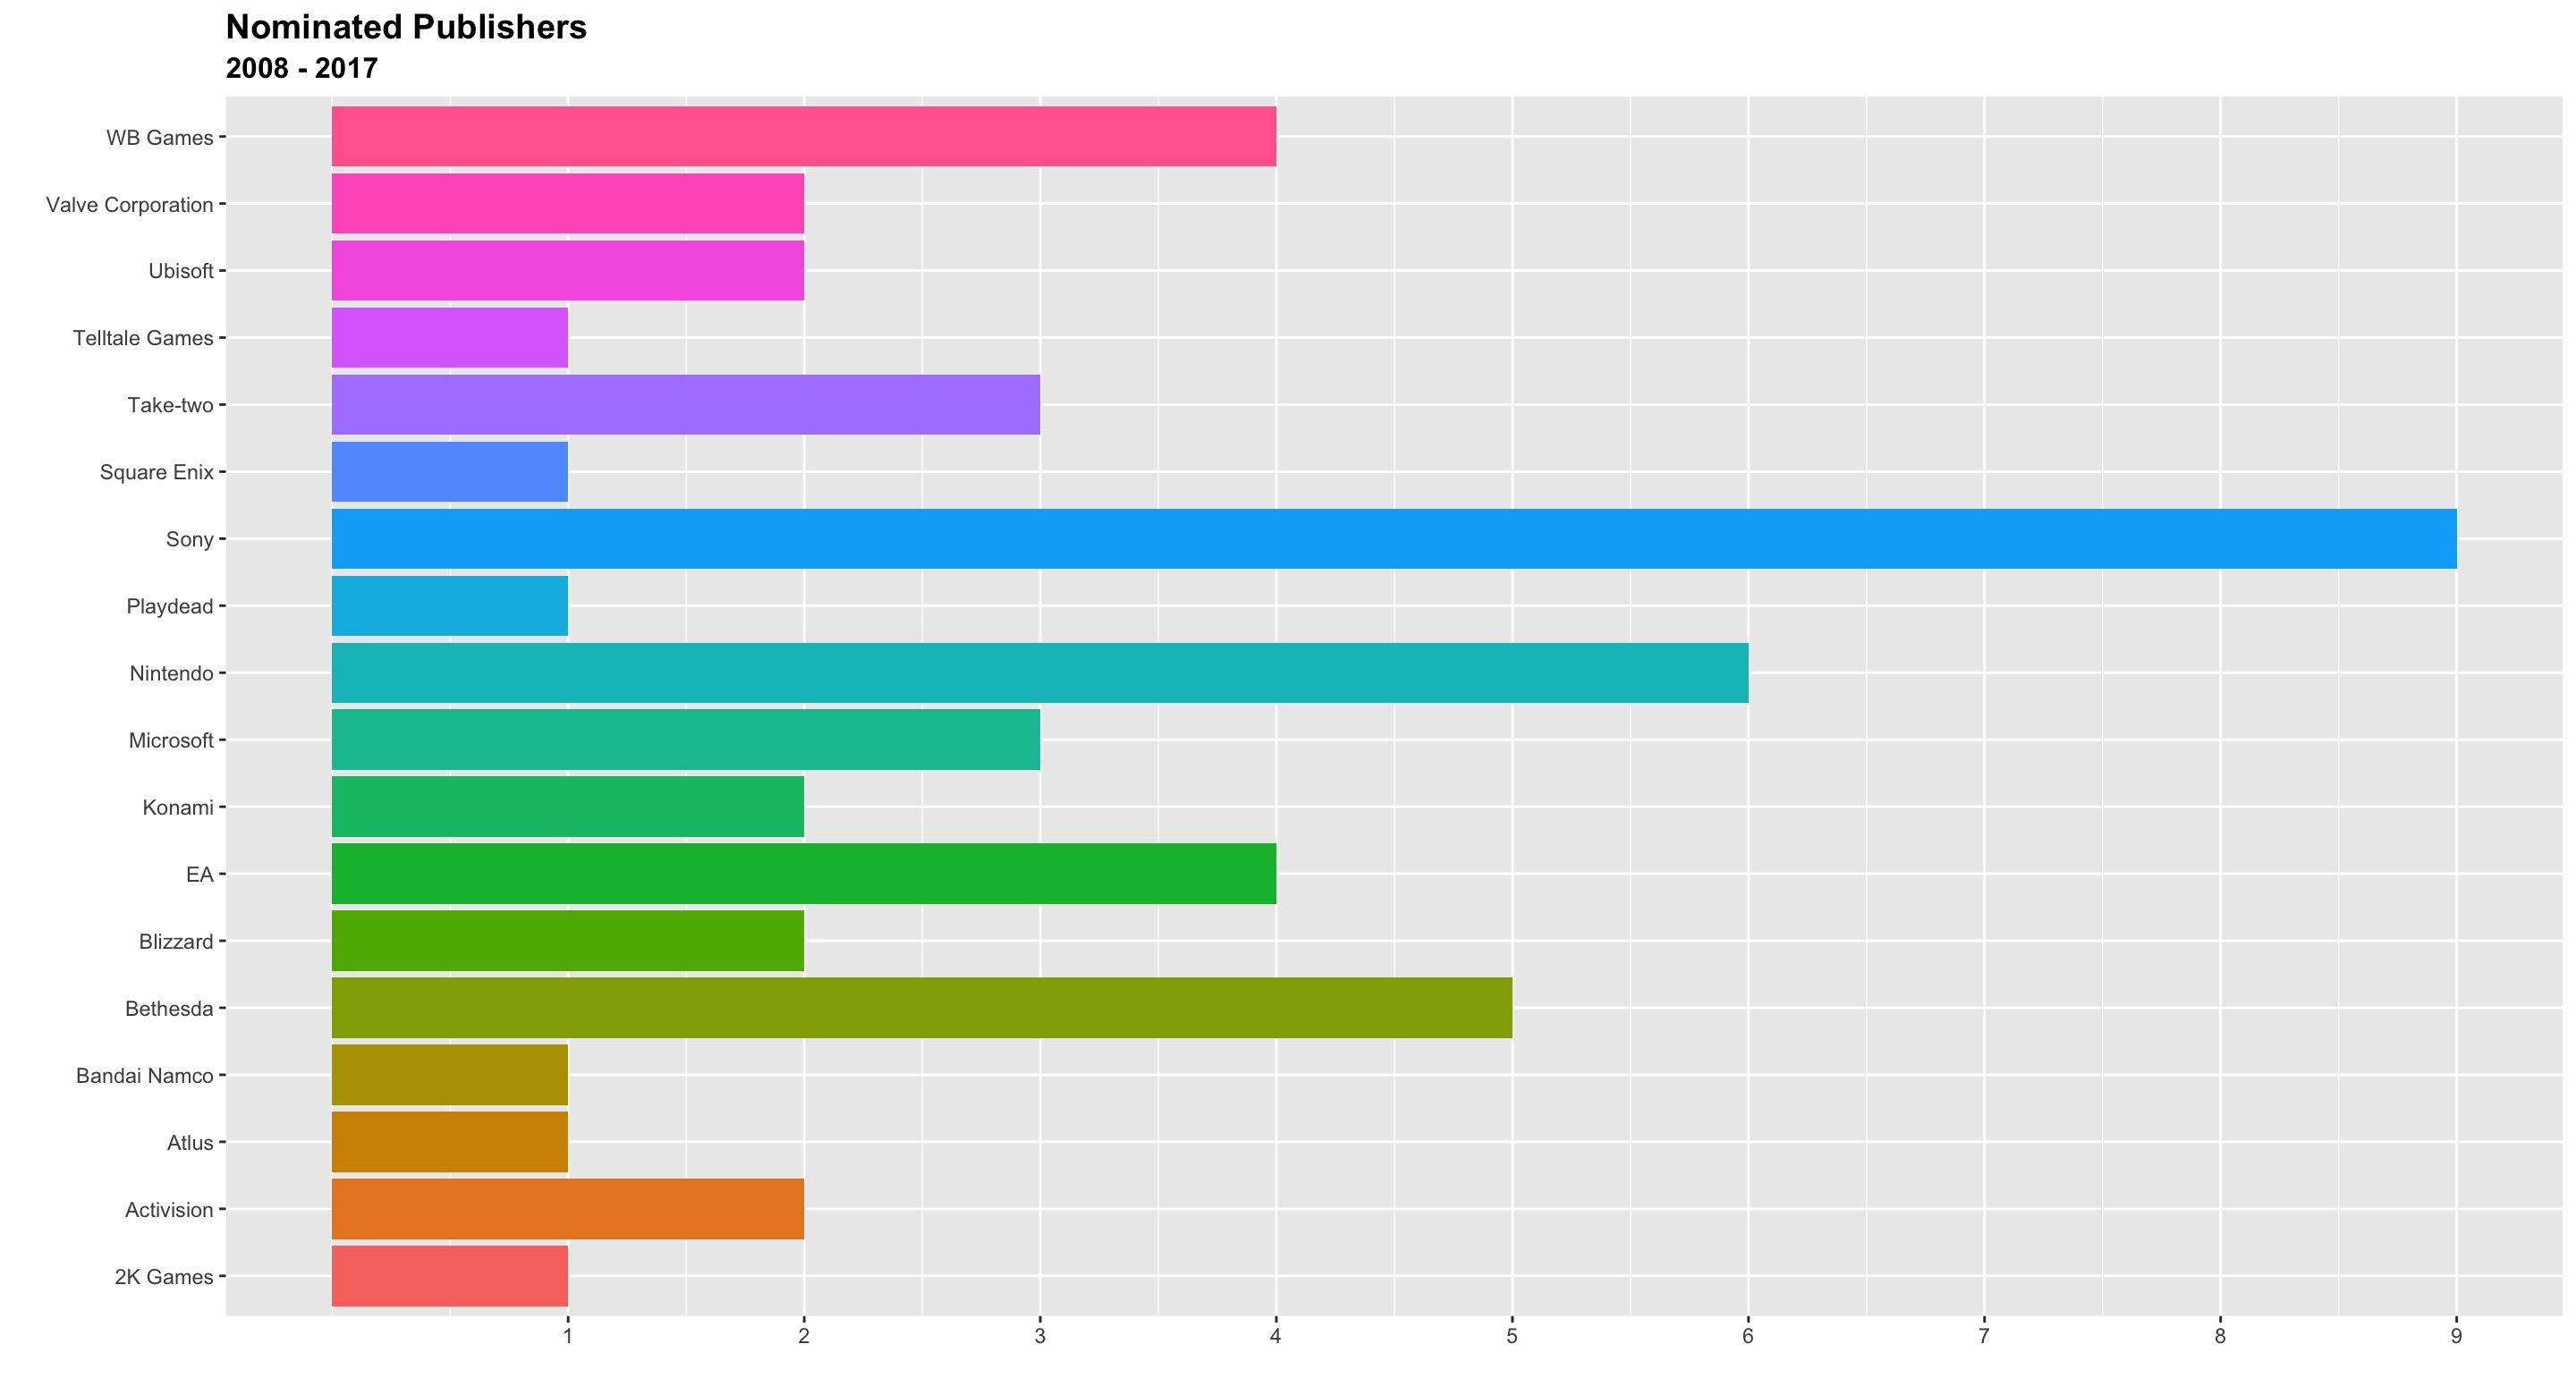 Nominated Publishers
2008 - 2017
WB Games
Valve Corporation
Ubisoft
Telltale Games
Take-two
Square Enix
Sony
Playdead
Nintendo
Microsoft
Konami
EA
Blizzard
Bethesda
Bandai Namco
Atlus
Activision
2K Games
1 2 3 4 5 6 7 8 9